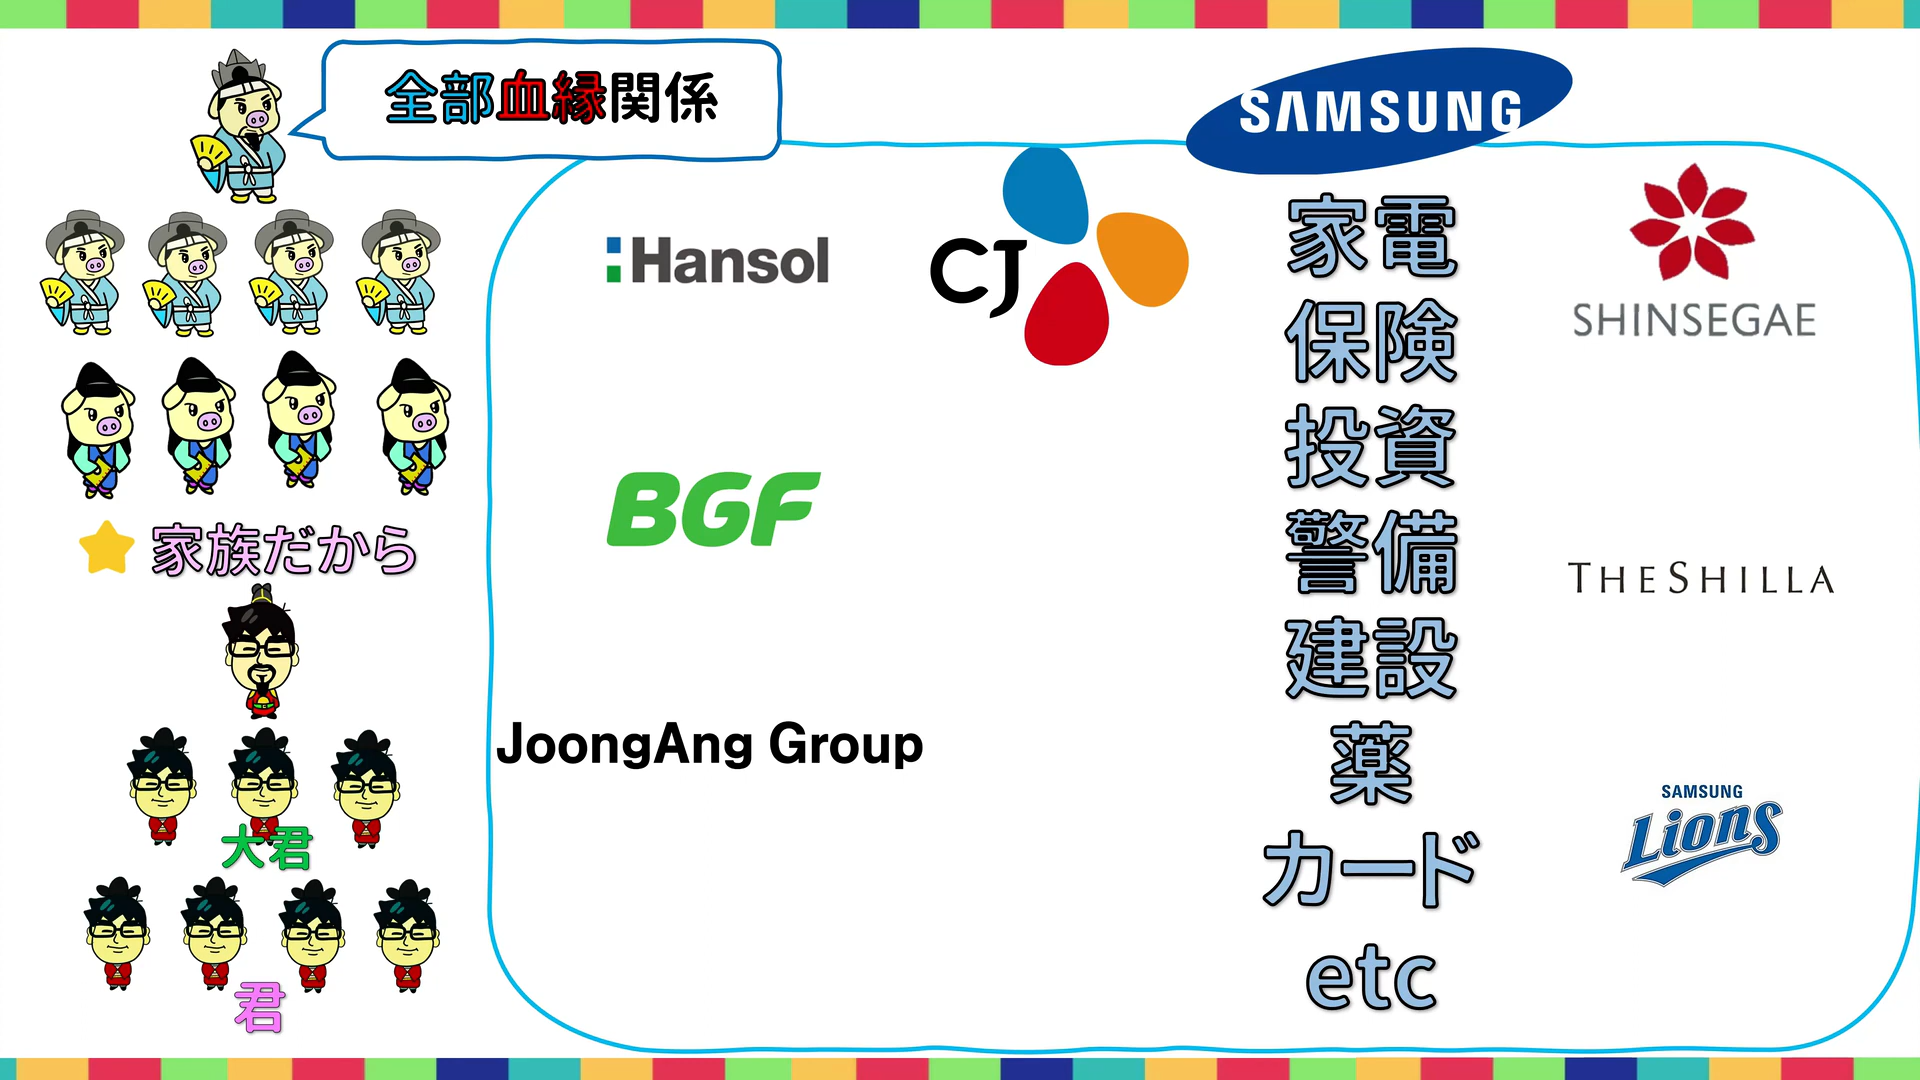 全部血縁関係
SAMSUNG
Hansol
CJ
家電
SHINSEGAE
保険
投資
BGF
警備
THE SHILLA
家族だから
建設
JoongAng Group
薬
SAMSUNG
Lions
大君
カード
君
etc